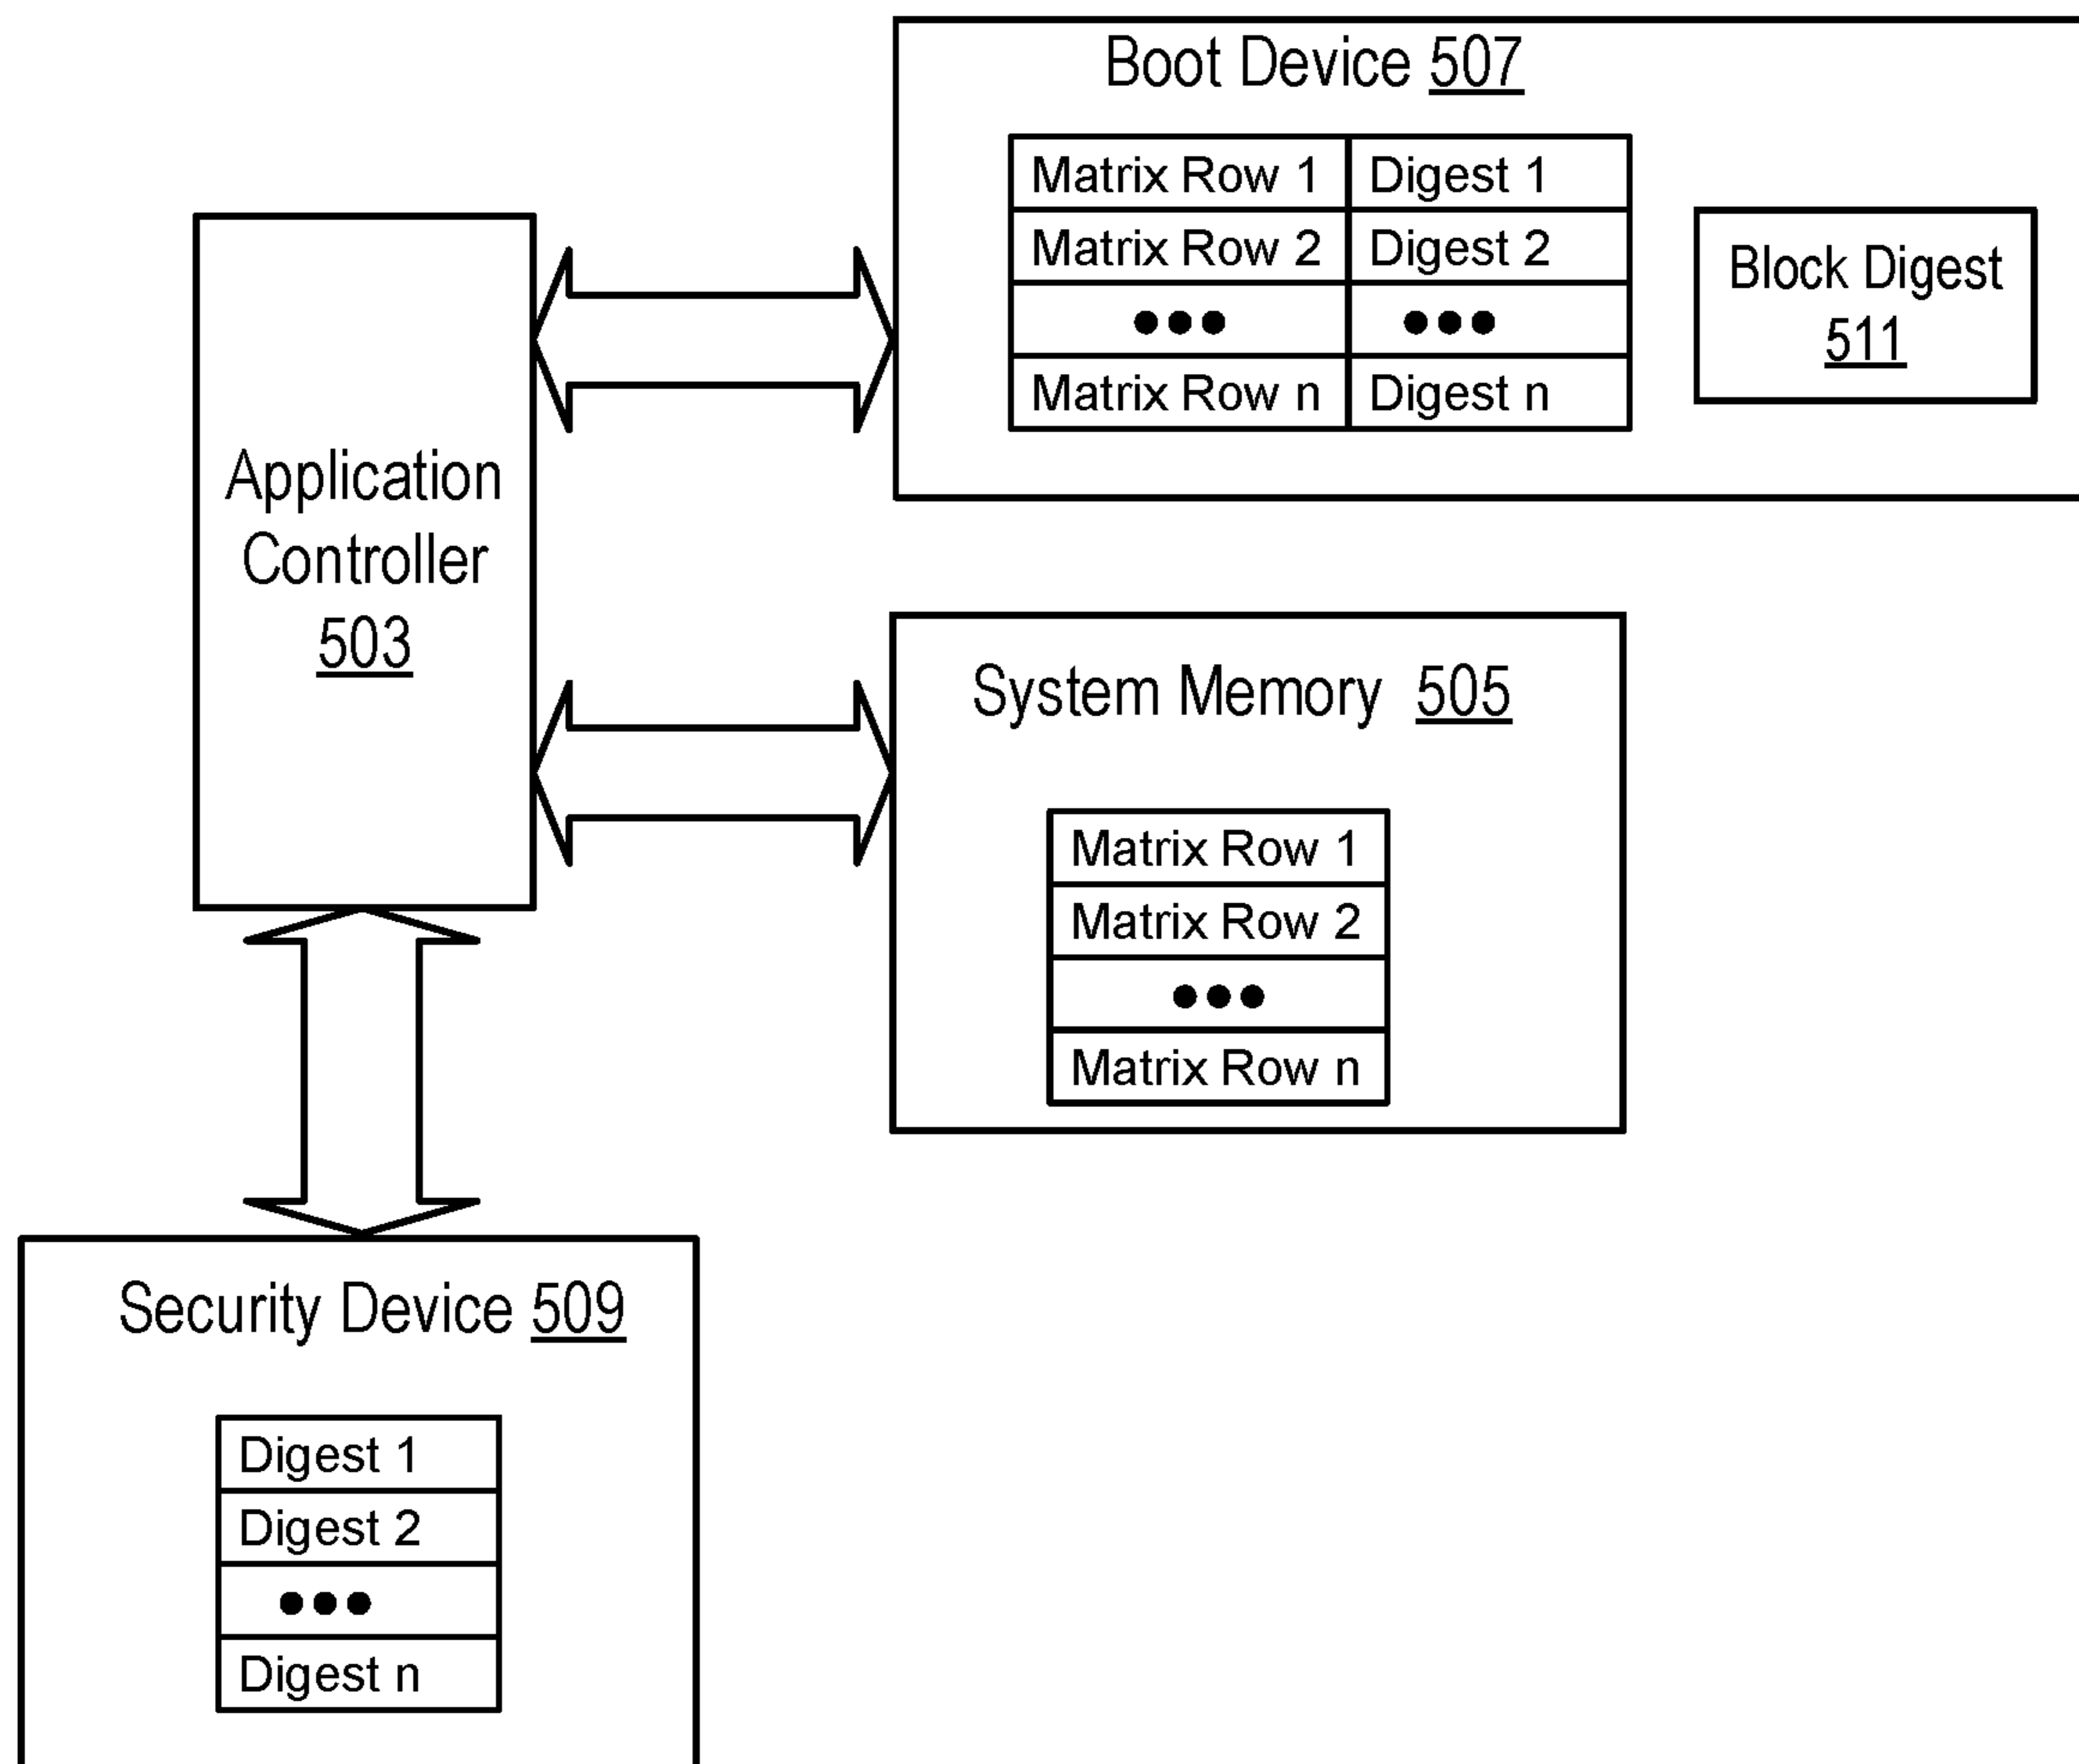 Boot Device 507
Matrix Row 1 Digest 1
Matrix Row 2 Digest 2
●●● ●●●
Matrix Row n Digest n
Block Digest
511
Application
Controller
503
System Memory 505
Matrix Row 1
Matrix Row 2
●●●
Matrix Row n
Security Device 509
Digest 1
Digest 2
●●●
Digest n